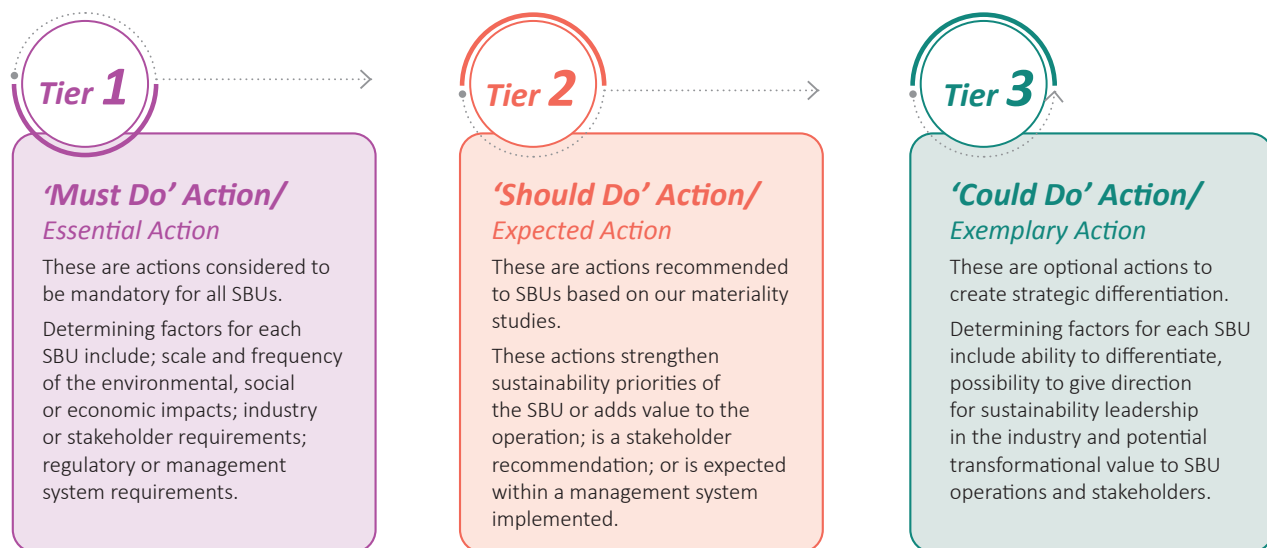 Tier 1
'Must Do' Action/
Essential Action
These are actions considered to
be mandatory for all SBUs.
Determining factors for each
SBU include; scale and frequency
of the environmental, social
or economic impacts; industry
or stakeholder requirements;
regulatory or management
system requirements.
Tier 2
'Should Do' Action/
Expected Action
These are actions recommended
to SBUs based on our materiality
studies.
These actions strengthen
sustainability priorities of
the SBU or adds value to the
operation; is a stakeholder
recommendation; or is expected
within a management system
implemented.
Tier 3
'Could Do' Action/
Exemplary Action
These are optional actions to
create strategic differentiation.
Determining factors for each SBU
include ability to differentiate,
possibility to give direction
for sustainability leadership
in the industry and potential
transformational value to SBU
operations and stakeholders.